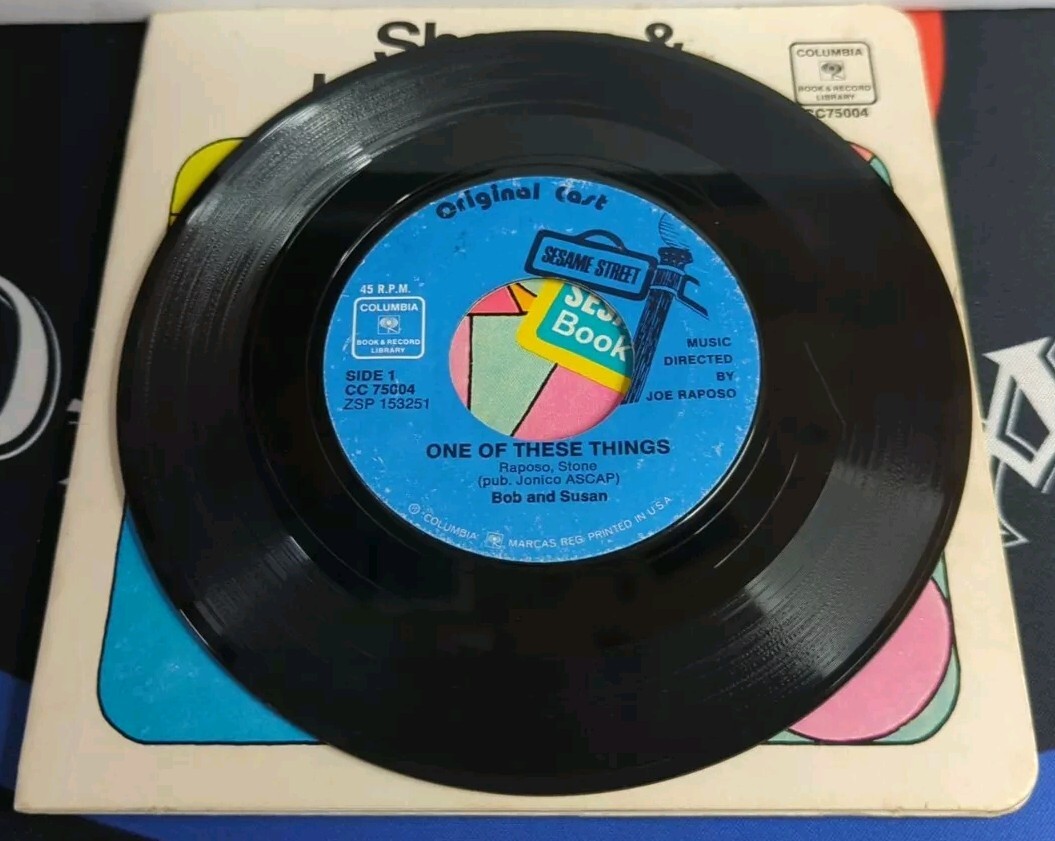 &
COLUMBIA
BOOK & RECORD
LIBRARY
CC75004
Original Cast
SESAME STREET
45 R.P.M.
COLUMBIA
BOOK & RECORD
LIBRARY
SIDE 1
CC 75004
ZSP 153251
Book
MUSIC
DIRECTED
BY
JOE RAPOSO
ONE OF THESE THINGS
Raposo, Stone
(pub. Jonico ASCAP)
Bob and Susan
℗ COLUMBIA MARCAS REG. PRINTED IN U.S.A.